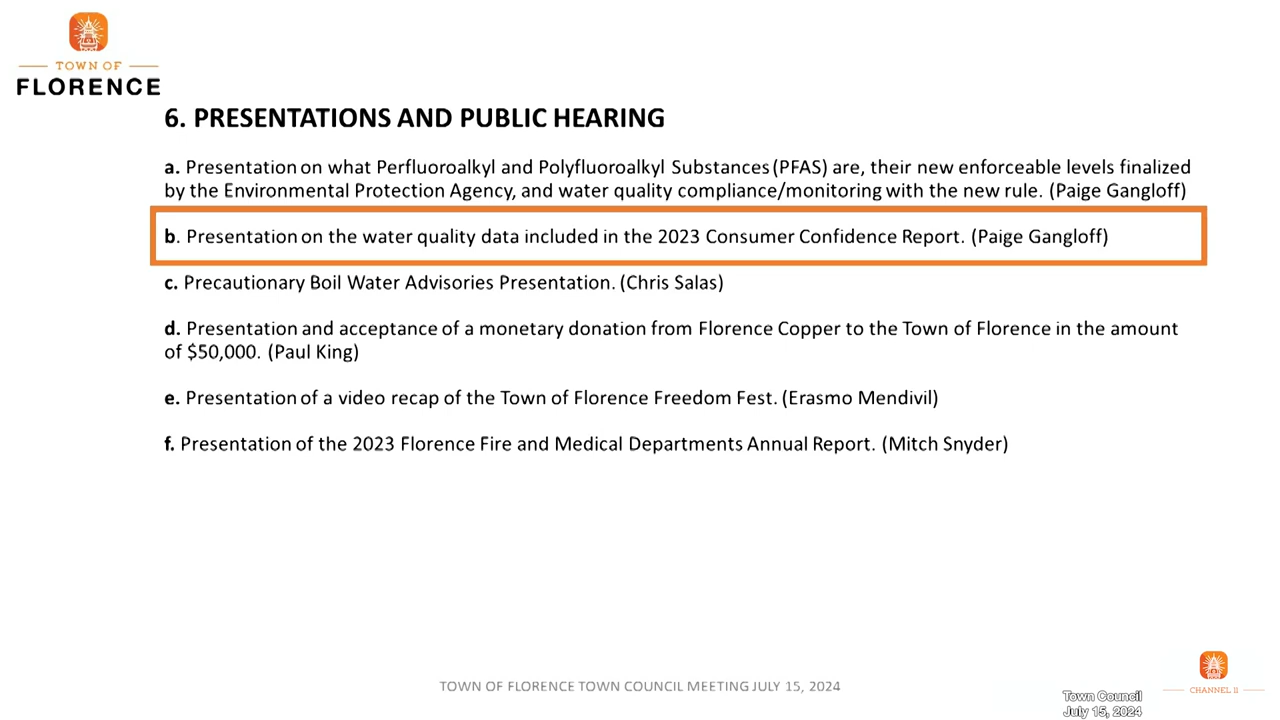 TOWN OF
FLORENCE
6. PRESENTATIONS AND PUBLIC HEARING
a. Presentation on what Perfluoroalkyl and Polyfluoroalkyl Substances (PFAS) are, their new enforceable levels finalized
by the Environmental Protection Agency, and water quality compliance/monitoring with the new rule. (Paige Gangloff)
b. Presentation on the water quality data included in the 2023 Consumer Confidence Report. (Paige Gangloff)
c. Precautionary Boil Water Advisories Presentation. (Chris Salas)
d. Presentation and acceptance of a monetary donation from Florence Copper to the Town of Florence in the amount
of $50,000. (Paul King)
e. Presentation of a video recap of the Town of Florence Freedom Fest. (Erasmo Mendivil)
f. Presentation of the 2023 Florence Fire and Medical Departments Annual Report. (Mitch Snyder)
TOWN OF FLORENCE TOWN COUNCIL MEETING JULY 15, 2024
Town Council
July 15, 2024
CHANNEL 11